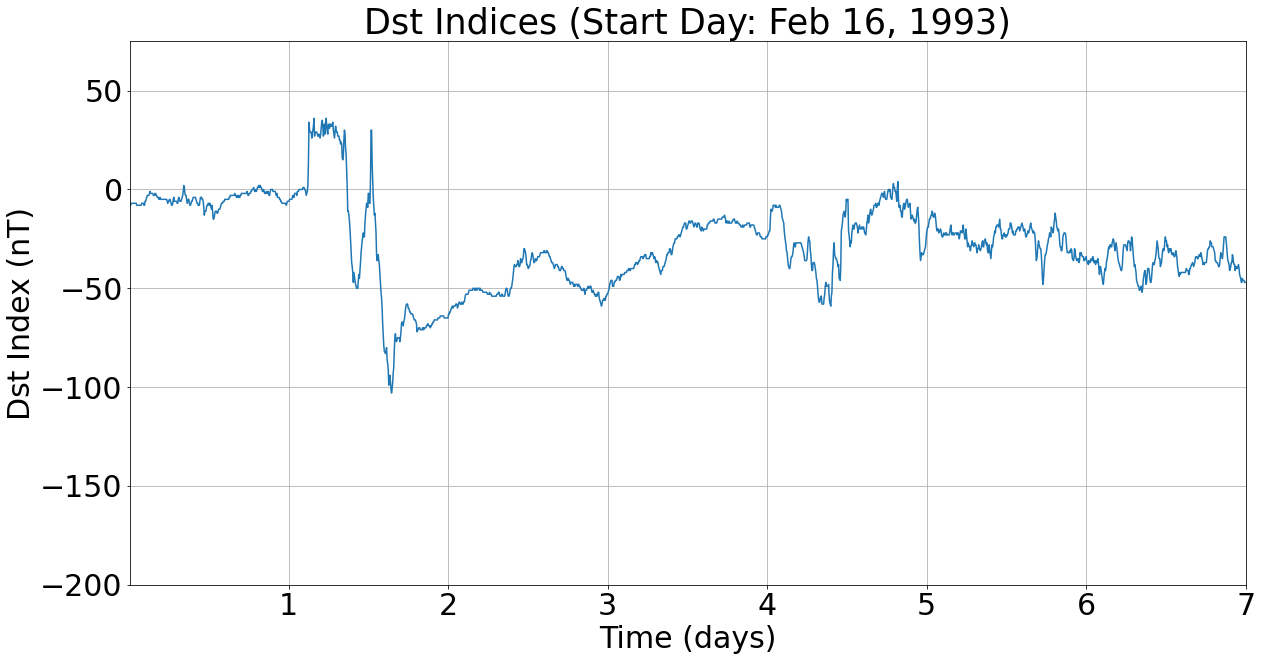 Dst Indices (Start Day: Feb 16, 1993)
50
0
−50
−100
−150
−200
Dst Index (nT)
1 2 3 4 5 6 7
Time (days)